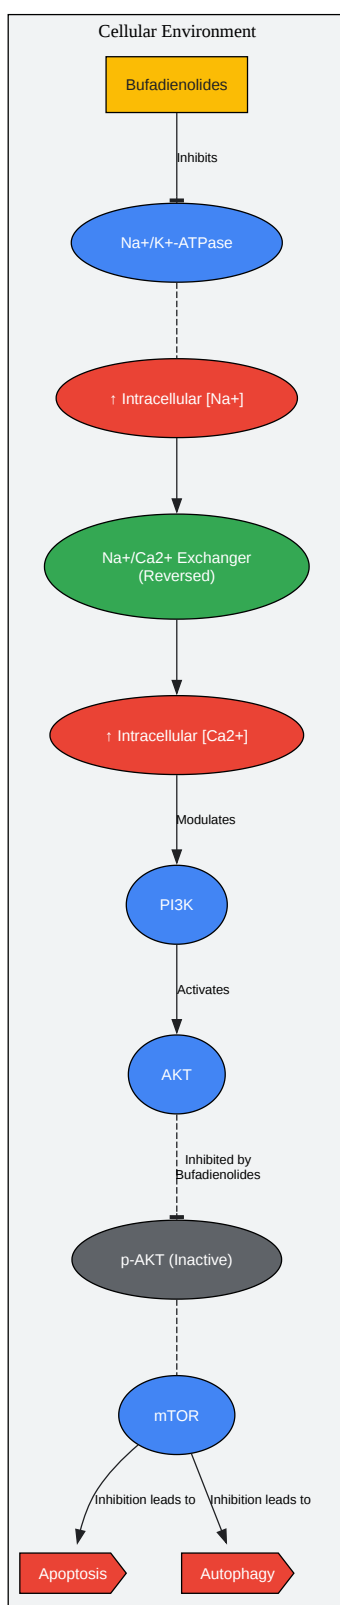 Cellular Environment
Bufadienolides
Inhibits
Na+/K+-ATPase
↑ Intracellular [Na+]
Na+/Ca2+ Exchanger
(Reversed)
↑ Intracellular [Ca2+]
Modulates
PI3K
Activates
AKT
Inhibited by
Bufadienolides
p-AKT (Inactive)
mTOR
Inhibition leads to
Inhibition leads to
Apoptosis
Autophagy